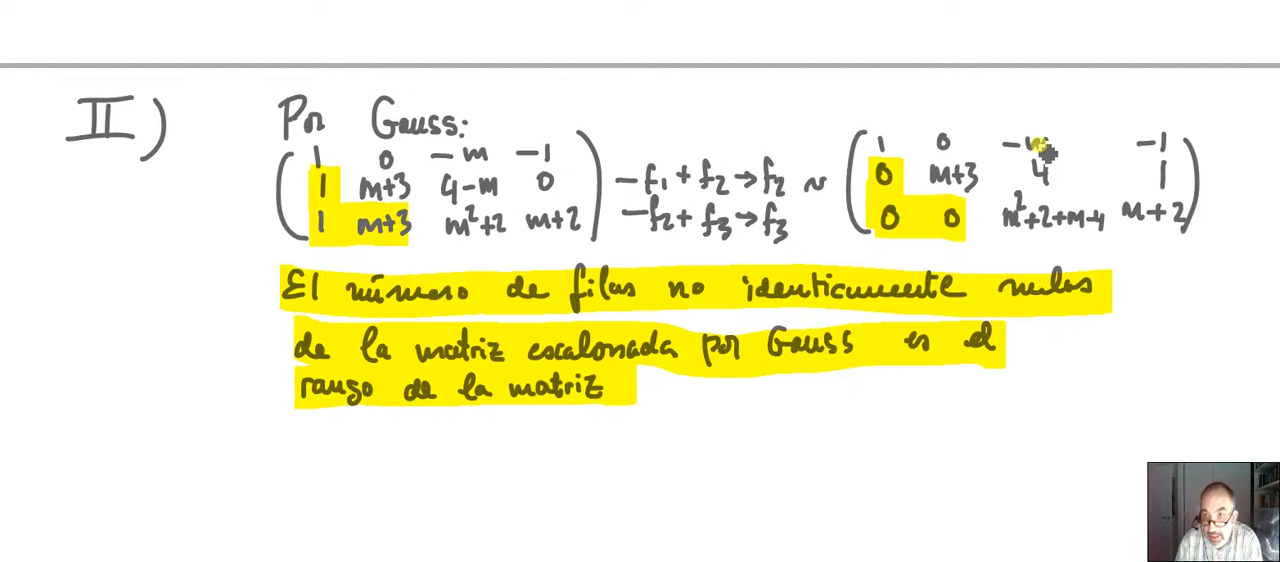 II)
Por Gauss:
1 0 -m -1
1 m+3 4-m 0 -f₁ + f₂ → f₂ ~
1 m+3 m²+2 m+2 -f₂ + f₃ → f₃
1 0 -m -1
0 m+3 4 1
0 0 m²+2+m-4 m+2
El número de filas no identicamente nulas
de la matriz escalonada por Gauss es el
rango de la matriz